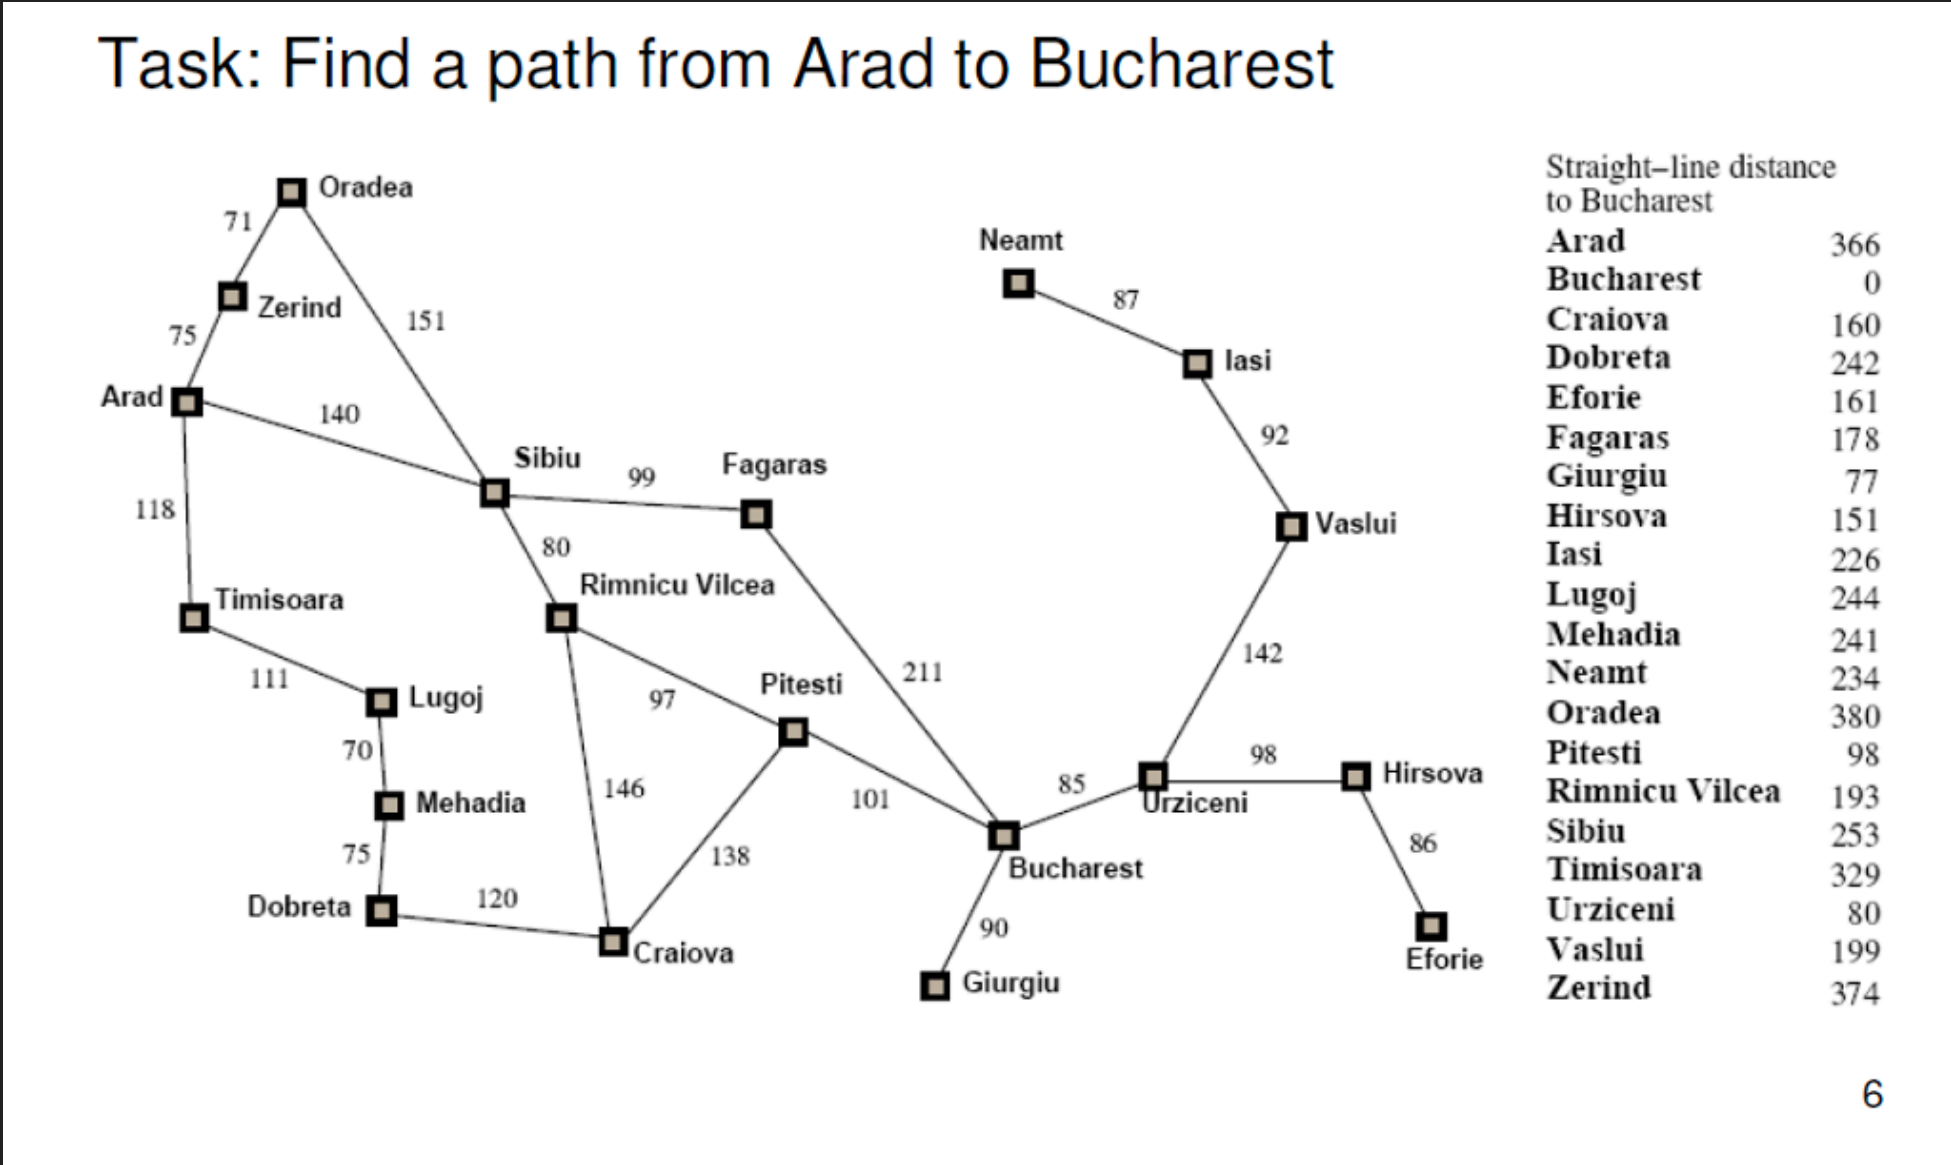 Task: Find a path from Arad to Bucharest
Oradea
71
Neamt
Zerind
87
151
75
Iasi
Arad
140
92
Sibiu
99
Fagaras
118
Vaslui
80
Rimnicu Vilcea
Timisoara
142
211
111
97
Pitesti
Lugoj
70
98
Hirsova
85
146
101
Mehadia
Urziceni
86
75
138
Bucharest
120
Dobreta
90
Craiova
Eforie
Giurgiu
Straight–line distance
to Bucharest
Arad 366
Bucharest 0
Craiova 160
Dobreta 242
Eforie 161
Fagaras 178
Giurgiu 77
Hirsova 151
Iasi 226
Lugoj 244
Mehadia 241
Neamt 234
Oradea 380
Pitesti 98
Rimnicu Vilcea 193
Sibiu 253
Timisoara 329
Urziceni 80
Vaslui 199
Zerind 374
6